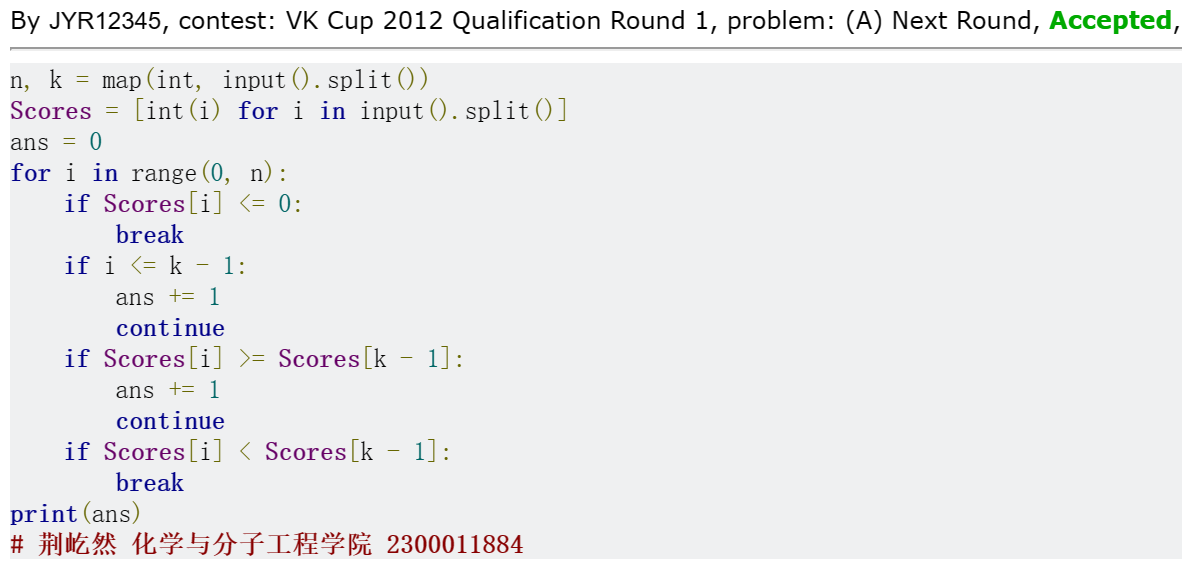 By JYR12345, contest: VK Cup 2012 Qualification Round 1, problem: (A) Next Round, Accepted,
n, k = map(int, input().split())
Scores = [int(i) for i in input().split()]
ans = 0
for i in range(0, n):
    if Scores[i] <= 0:
        break
    if i <= k - 1:
        ans += 1
        continue
    if Scores[i] >= Scores[k - 1]:
        ans += 1
        continue
    if Scores[i] < Scores[k - 1]:
        break
print(ans)
# 荆屹然 化学与分子工程学院 2300011884